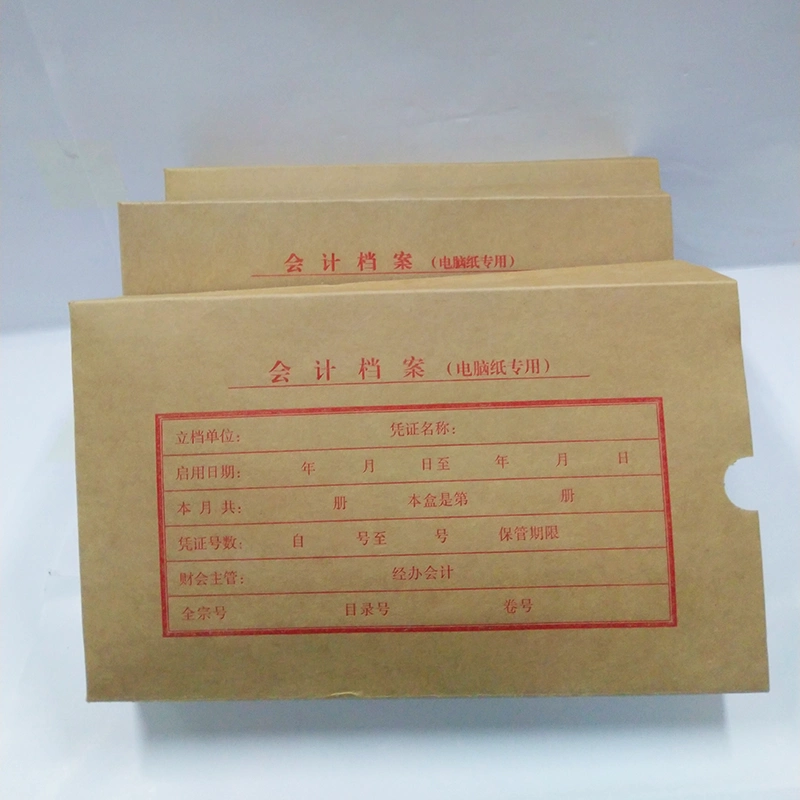 会计档案(电脑纸专用)
会计档案(电脑纸专用)
立档单位: 凭证名称:
启用日期: 年 月 日至 年 月 日
本月共: 册 本盒是第 册
凭证号数: 自 号至 号 保管期限
财会主管: 经办会计
全宗号 目录号 卷号